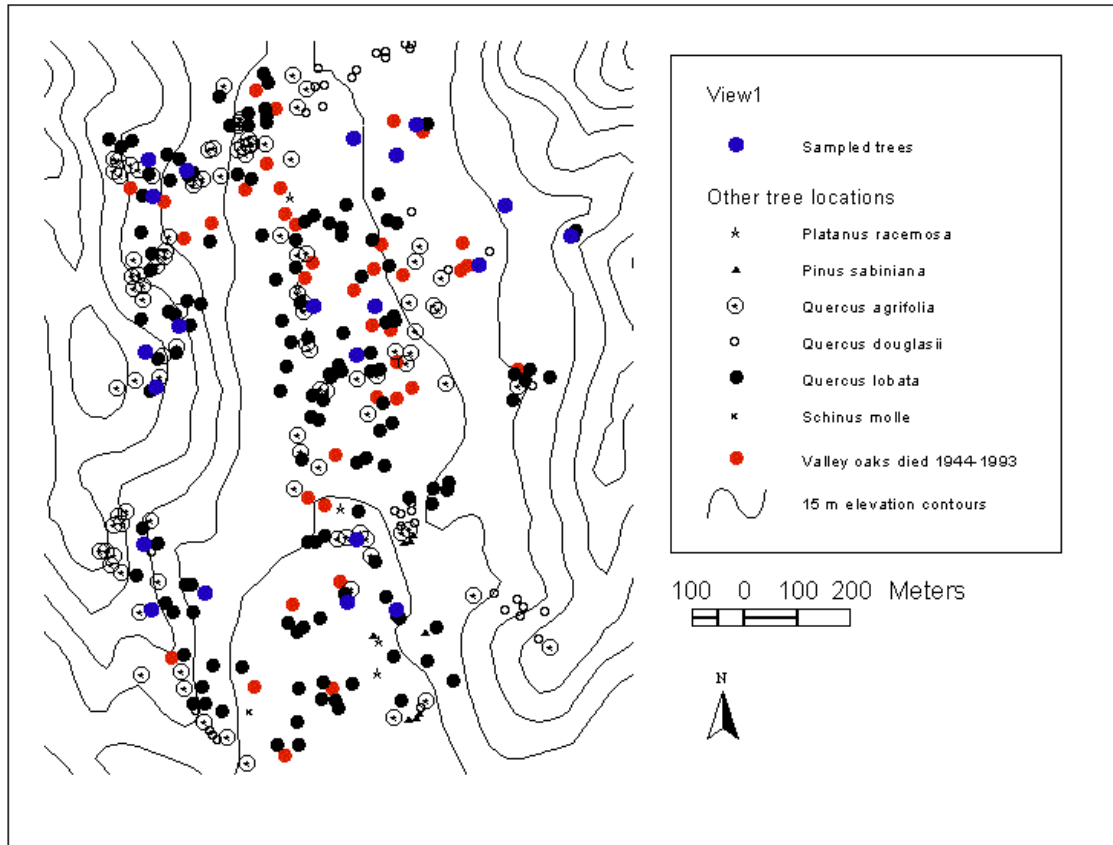 View1
Sampled trees
Other tree locations
Platanus racemosa
Pinus sabiniana
Quercus agrifolia
Quercus douglasii
Quercus lobata
Schinus molle
Valley oaks died 1944-1993
15 m elevation contours
100 0 100 200 Meters
N